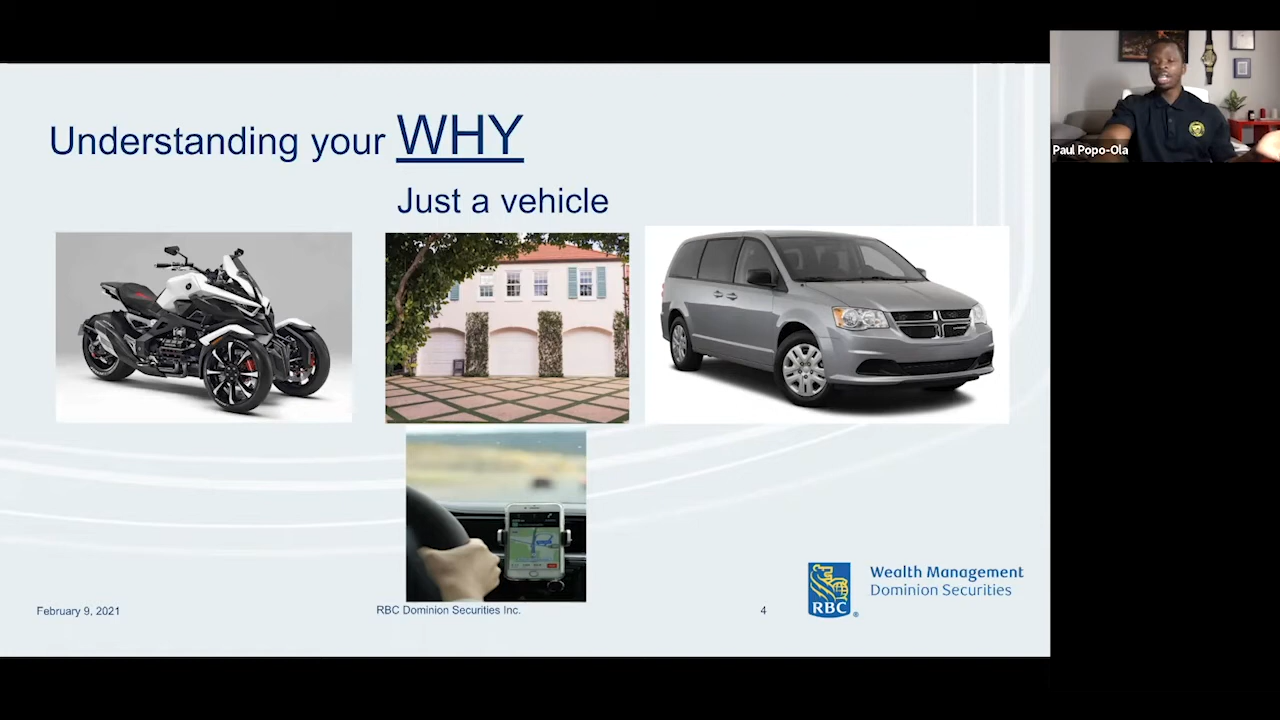 Understanding your WHY
Just a vehicle
Paul Popo-Ola
February 9, 2021
RBC Dominion Securities Inc.
4
RBC
®
Wealth Management
Dominion Securities